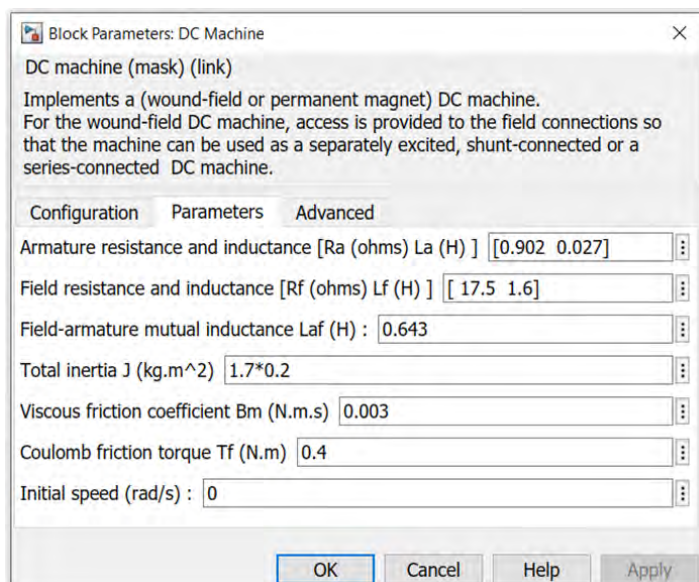 Block Parameters: DC Machine
DC machine (mask) (link)
Implements a (wound-field or permanent magnet) DC machine.
For the wound-field DC machine, access is provided to the field connections so
that the machine can be used as a separately excited, shunt-connected or a
series-connected  DC machine.
Configuration Parameters Advanced
Armature resistance and inductance [Ra (ohms) La (H) ] [0.902  0.027]
Field resistance and inductance [Rf (ohms) Lf (H) ] [ 17.5  1.6]
Field-armature mutual inductance Laf (H) : 0.643
Total inertia J (kg.m^2) 1.7*0.2
Viscous friction coefficient Bm (N.m.s) 0.003
Coulomb friction torque Tf (N.m) 0.4
Initial speed (rad/s) : 0
OK Cancel Help Apply